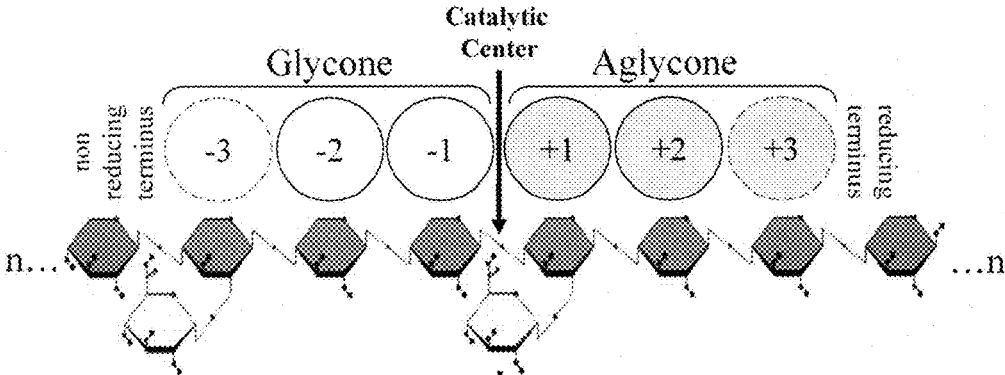 Catalytic
Center
Glycone
Aglycone
non
reducing
terminus
-3
-2
-1
+1
+2
+3
reducing
terminus
n...
...n